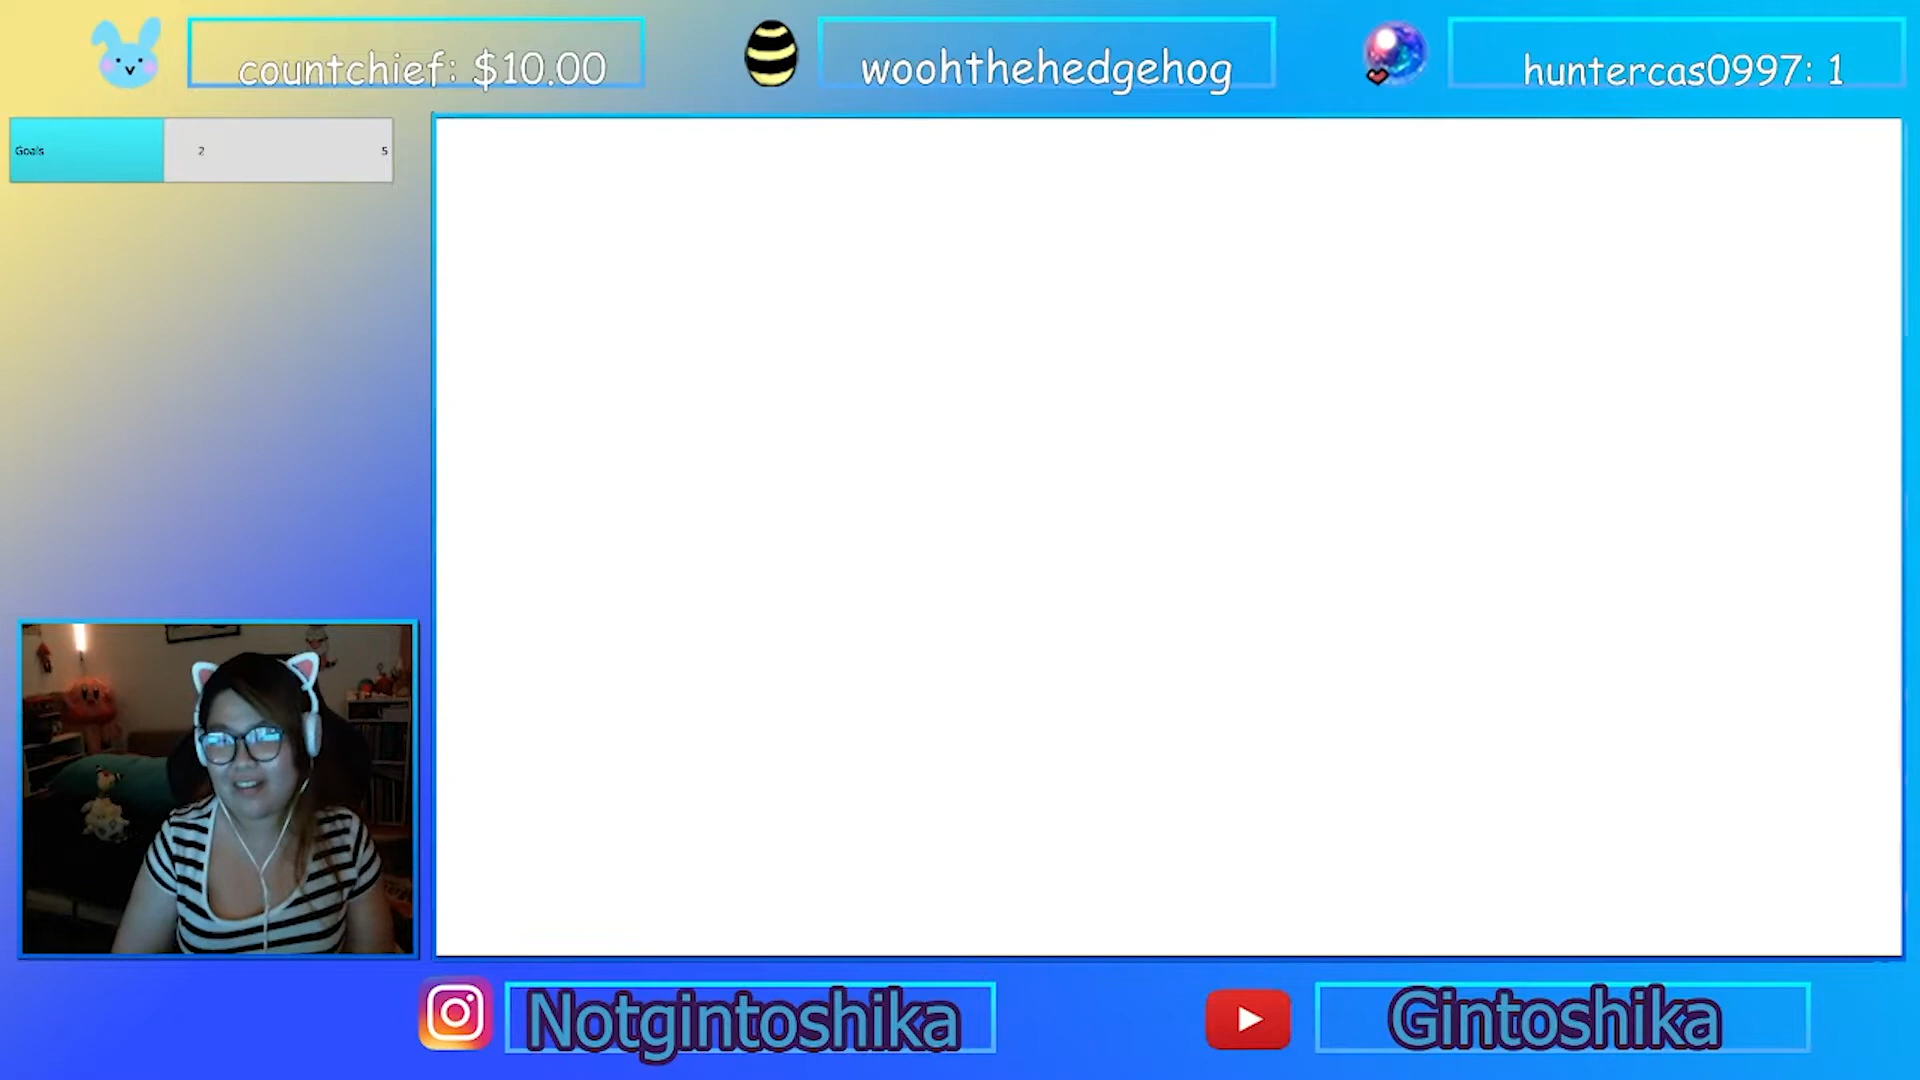 countchief: $10.00
woohthehedgehog
huntercas0997: 1
Goals 2 5
Notgintoshika
Gintoshika